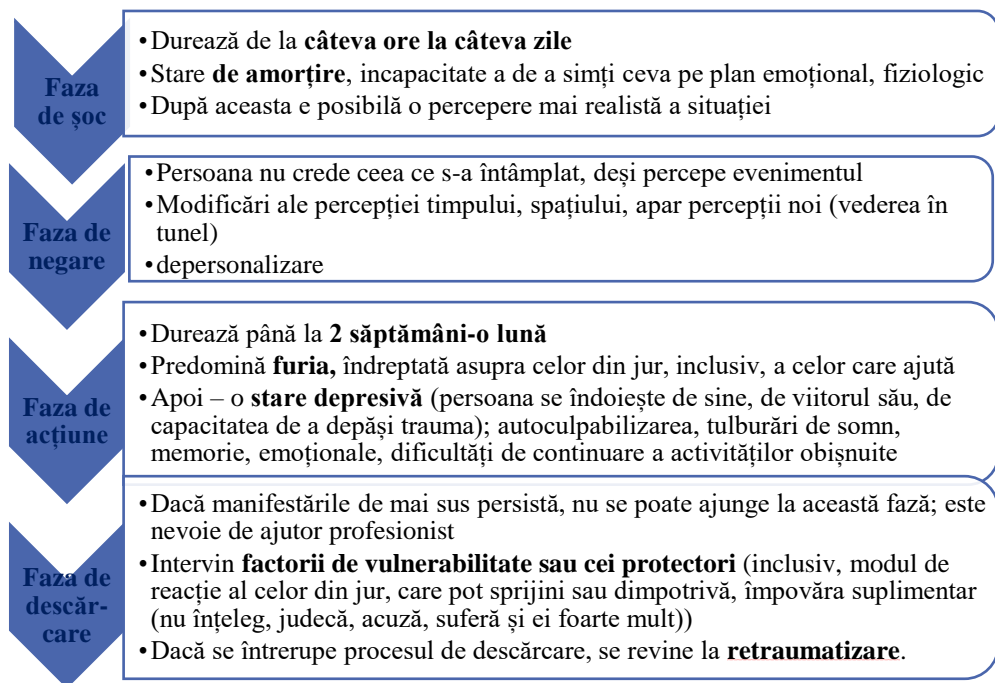 Faza
de șoc
•Durează de la câteva ore la câteva zile
•Stare de amorțire, incapacitate a de a simți ceva pe plan emoțional, fiziologic
•După aceasta e posibilă o percepere mai realistă a situației
Faza de
negare
•Persoana nu crede ceea ce s-a întâmplat, deși percepe evenimentul
•Modificări ale percepției timpului, spațiului, apar percepții noi (vederea în
tunel)
•depersonalizare
Faza de
acțiune
•Durează până la 2 săptămâni-o lună
•Predomină furia, îndreptată asupra celor din jur, inclusiv, a celor care ajută
•Apoi – o stare depresivă (persoana se îndoiește de sine, de viitorul său, de
capacitatea de a depăși trauma); autoculpabilizarea, tulburări de somn,
memorie, emoționale, dificultăți de continuare a activităților obișnuite
Faza de
descăr-
care
•Dacă manifestările de mai sus persistă, nu se poate ajunge la această fază; este
nevoie de ajutor profesionist
•Intervin factorii de vulnerabilitate sau cei protectori (inclusiv, modul de
reacție al celor din jur, care pot sprijini sau dimpotrivă, împovăra suplimentar
(nu înțeleg, judecă, acuză, suferă și ei foarte mult))
•Dacă se întrerupe procesul de descărcare, se revine la retraumatizare.